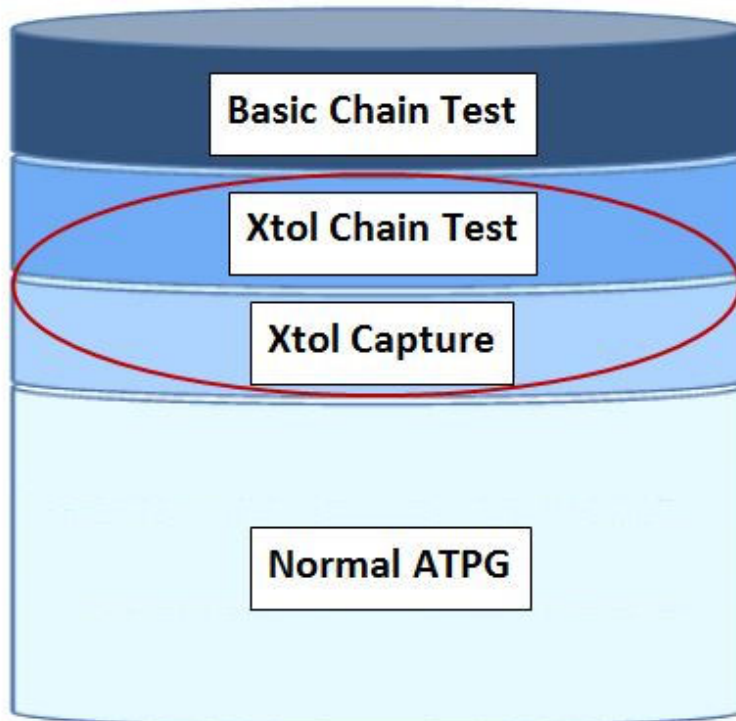 Basic Chain Test
Xtol Chain Test
Xtol Capture
Normal ATPG